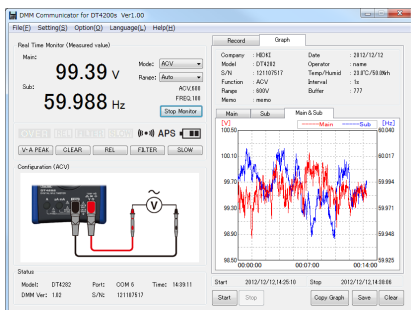 DMM Communicator for DT4200s Ver1.00
File(F) Setting(S) Option(O) Language(L) Help(H)
Real Time Monitor (Measured value)
Main:
99.39 V
Mode: ACV
Range: Auto
Sub:
59.988 Hz
ACV,600
FREQ,100
Stop Monitor
APS
V-A PEAK CLEAR REL FILTER SLOW
Configuration (ACV)
V
Status
Model: DT4282 Port: COM 6 Time: 14:39:11
DMM Ver: 1.02 S/N: 121107517
Record Graph
Company : HIOKI Date : 2012/12/12
Model : DT4282 Operator : name
S/N : 121107517 Temp/Humid : 23.0°C/50.0%rh
Function : ACV Interval : 1s
Range : 600V Buffer : 777
Memo : memo
Main Sub Main & Sub
[V] Main Sub [Hz]
100.50 60.040
100.10 60.017
99.70 59.994
99.30 59.971
98.90 59.948
98.50 59.925
00:00:00 00:07:00 00:14:00
Start 2012/12/12,14:25:10 Stop 2012/12/12,14:38:06
Start Stop Copy Graph Save Clear